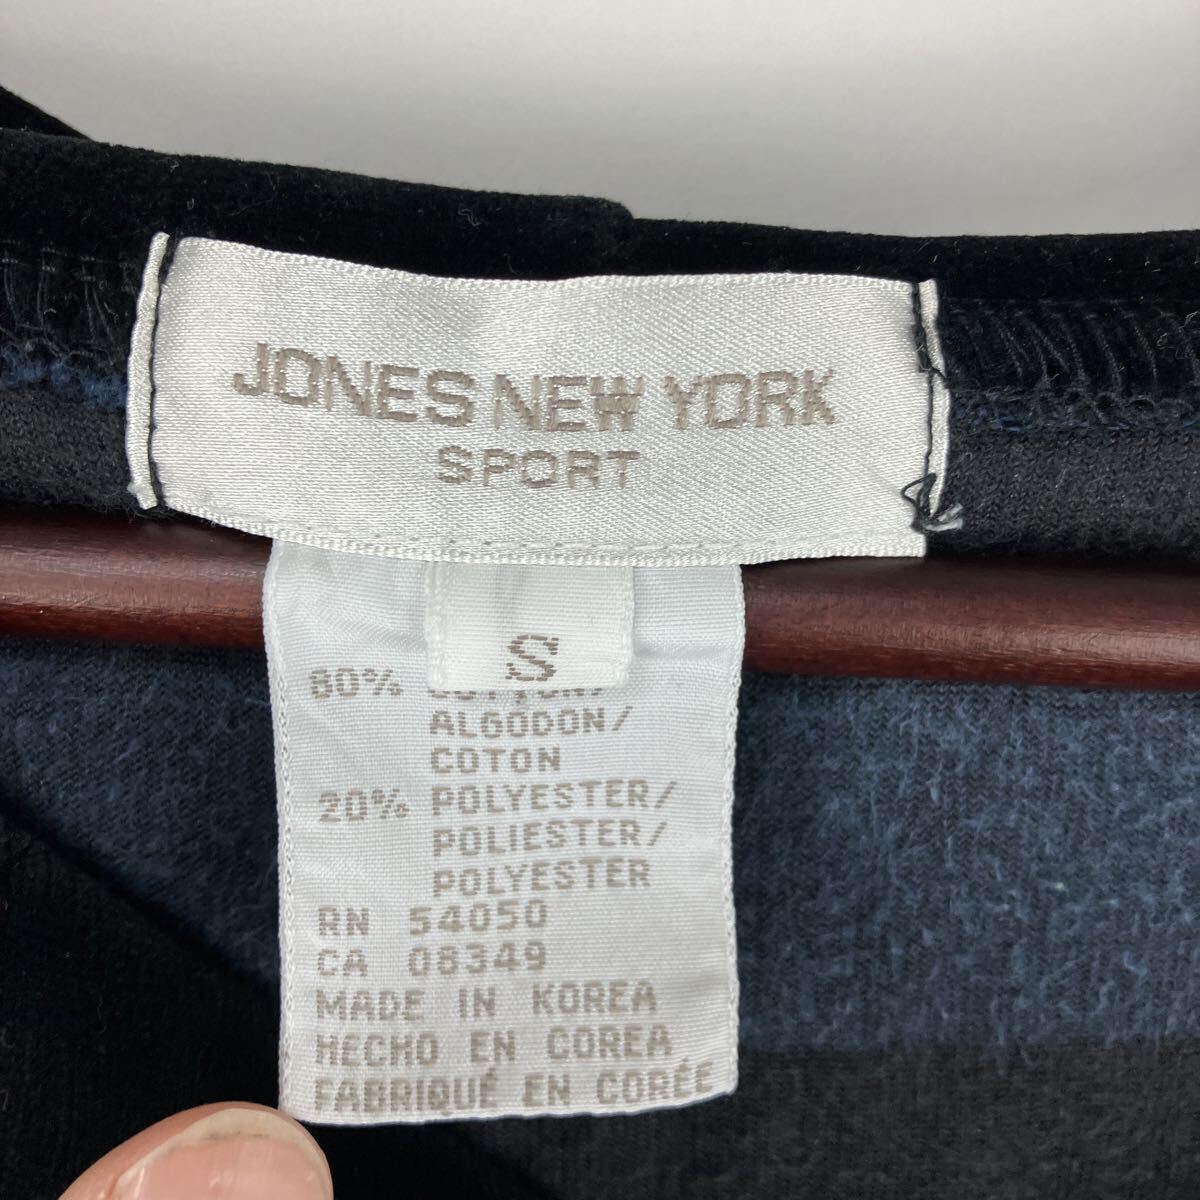 JONES NEW YORK
SPORT
S
80%
ALGODON/
COTON
20% POLYESTER/
POLIESTER/
POLYESTER
RN 54050
CA 08349
MADE IN KOREA
HECHO EN COREA
FABRIQUÉ EN CORÉE